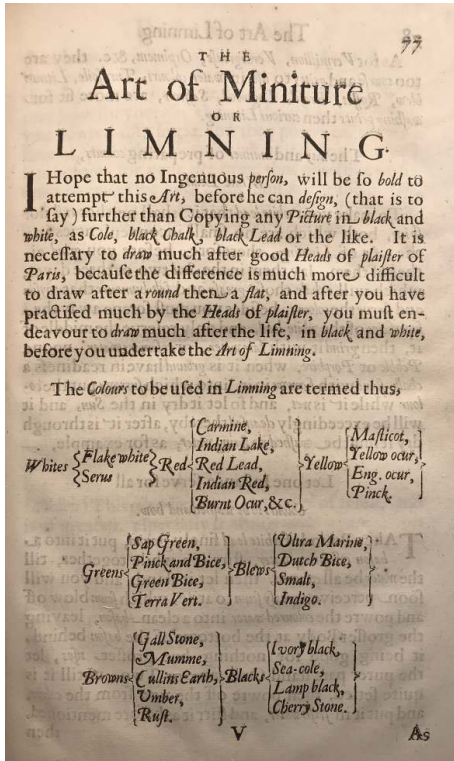 77
THE
Art of Miniture
OR
LIMNING.
I Hope that no Ingenuous perſon, will be ſo bold to
attempt this Art, before he can deſign, (that is to
ſay) further than Copying any Picture in black and
white, as Cole, black Chalk, black Lead or the like. It is
neceſſary to draw much after good Heads of plaiſter of
Paris, becauſe the difference is much more difficult
to draw after a round then a flat, and after you have
practiſed much by the Heads of plaiſter, you muſt en-
deavour to draw much after the life, in black and white,
before you undertake the Art of Limning.
The Colours to be uſed in Limning are termed thus,
Whites
Flake white
Serus
Red
Carmine,
Indian Lake,
Red Lead,
Indian Red,
Burnt Ocur, &c.
Yellow
Maſlicot,
Yellow ocur,
Eng. ocur,
Pinck.
Greens
Sap Green,
Pinck and Bice,
Green Bice,
Terra Vert.
Blews
Ultra Marine,
Dutch Bice,
Smalt,
Indigo.
Browns
Gall Stone,
Mumme,
Cullins Earth,
Vmber,
Ruſt.
Blacks
Ivory black,
Sea-cole,
Lamp black,
Cherry Stone.
V
As